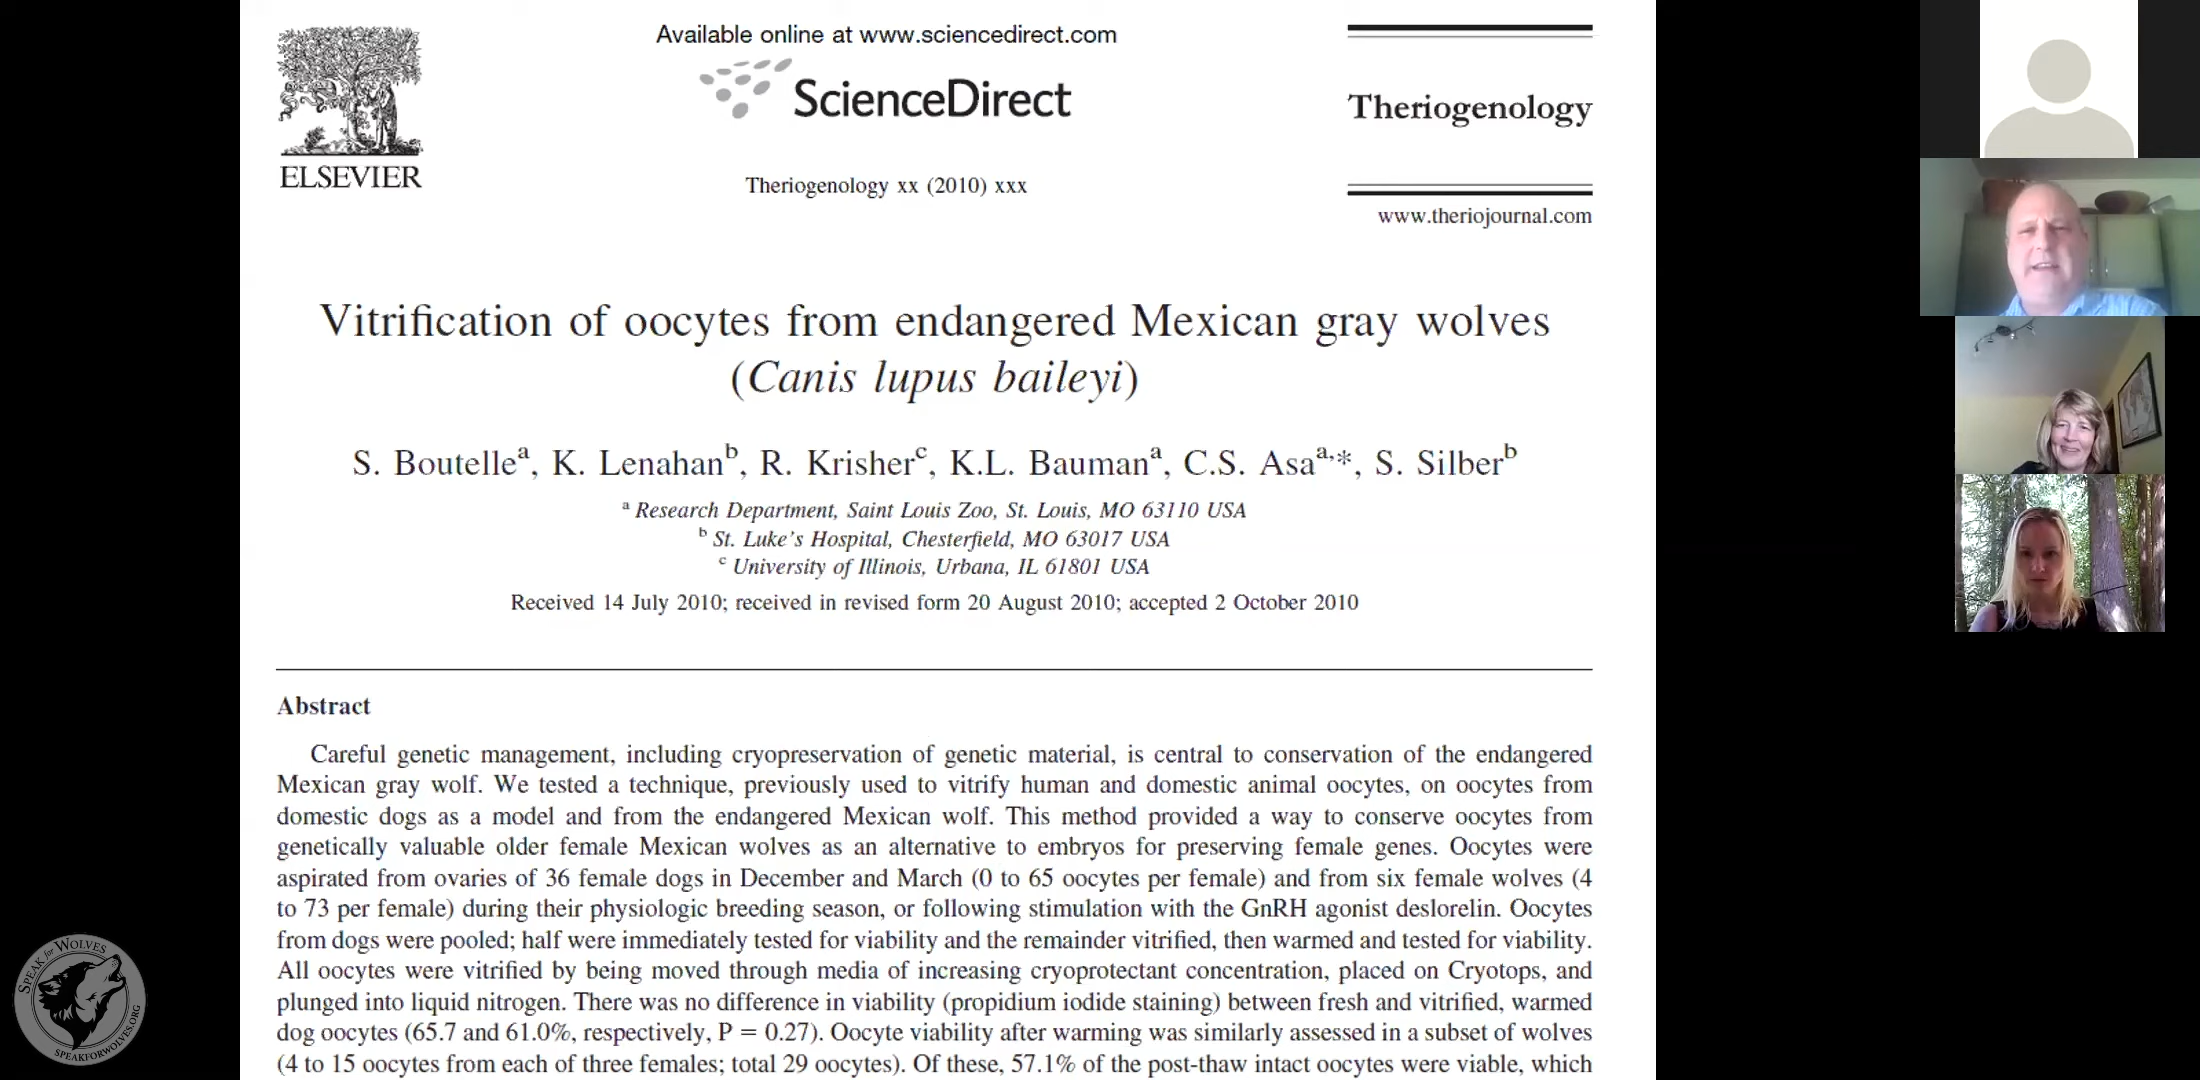 Available online at www.sciencedirect.com
ScienceDirect
ELSEVIER
Theriogenology xx (2010) xxx
Theriogenology
www.theriojournal.com
Vitrification of oocytes from endangered Mexican gray wolves
(Canis lupus baileyi)
S. Boutelleᵃ, K. Lenahanᵇ, R. Krisherᶜ, K.L. Baumanᵃ, C.S. Asaᵃ,*, S. Silberᵇ
ᵃ Research Department, Saint Louis Zoo, St. Louis, MO 63110 USA
ᵇ St. Luke's Hospital, Chesterfield, MO 63017 USA
ᶜ University of Illinois, Urbana, IL 61801 USA
Received 14 July 2010; received in revised form 20 August 2010; accepted 2 October 2010
Abstract
Careful genetic management, including cryopreservation of genetic material, is central to conservation of the endangered
Mexican gray wolf. We tested a technique, previously used to vitrify human and domestic animal oocytes, on oocytes from
domestic dogs as a model and from the endangered Mexican wolf. This method provided a way to conserve oocytes from
genetically valuable older female Mexican wolves as an alternative to embryos for preserving female genes. Oocytes were
aspirated from ovaries of 36 female dogs in December and March (0 to 65 oocytes per female) and from six female wolves (4
to 73 per female) during their physiologic breeding season, or following stimulation with the GnRH agonist deslorelin. Oocytes
from dogs were pooled; half were immediately tested for viability and the remainder vitrified, then warmed and tested for viability.
All oocytes were vitrified by being moved through media of increasing cryoprotectant concentration, placed on Cryotops, and
plunged into liquid nitrogen. There was no difference in viability (propidium iodide staining) between fresh and vitrified, warmed
dog oocytes (65.7 and 61.0%, respectively, P = 0.27). Oocyte viability after warming was similarly assessed in a subset of wolves
(4 to 15 oocytes from each of three females; total 29 oocytes). Of these, 57.1% of the post-thaw intact oocytes were viable, which
SPEAK for WOLVES
SPEAKFORWOLVES.ORG